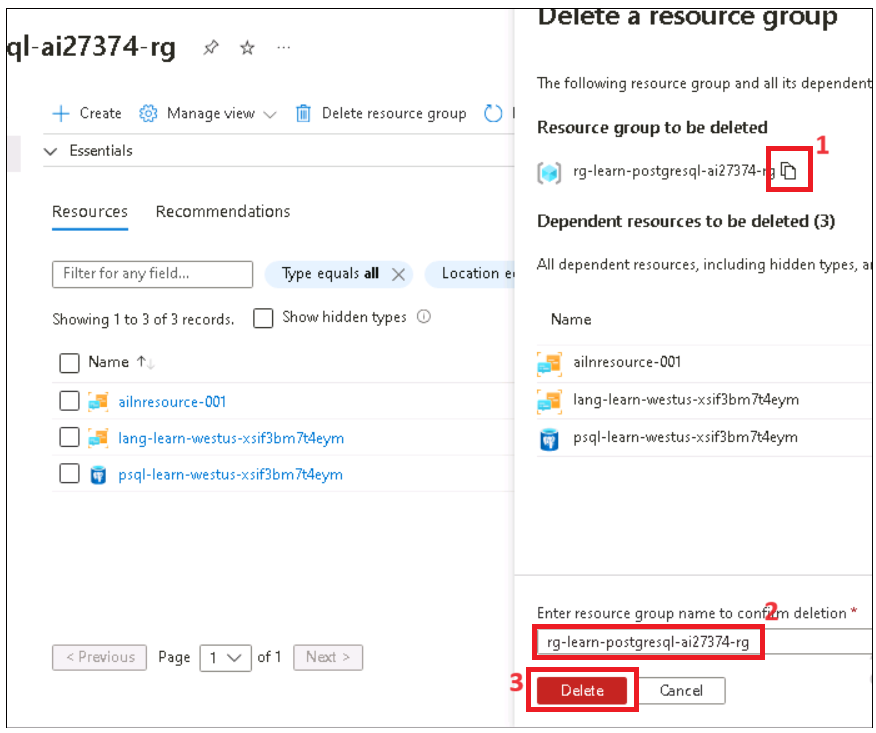 Delete a resource group
ql-ai27374-rg
The following resource group and all its dependent
Create Manage view Delete resource group
Resource group to be deleted
1
Essentials
rg-learn-postgresql-ai27374-rg
Resources Recommendations
Dependent resources to be deleted (3)
Filter for any field... Type equals all Location
All dependent resources, including hidden types,
Showing 1 to 3 of 3 records. Show hidden types
Name
Name
ailnresource-001
lang-learn-westus-xsif3bm7t4eym
psql-learn-westus-xsif3bm7t4eym
ailnresource-001
lang-learn-westus-xsif3bm7t4eym
psql-learn-westus-xsif3bm7t4eym
Enter resource group name to confirm deletion *
2
rg-learn-postgresql-ai27374-rg
< Previous Page 1 of 1 Next >
3
Delete Cancel